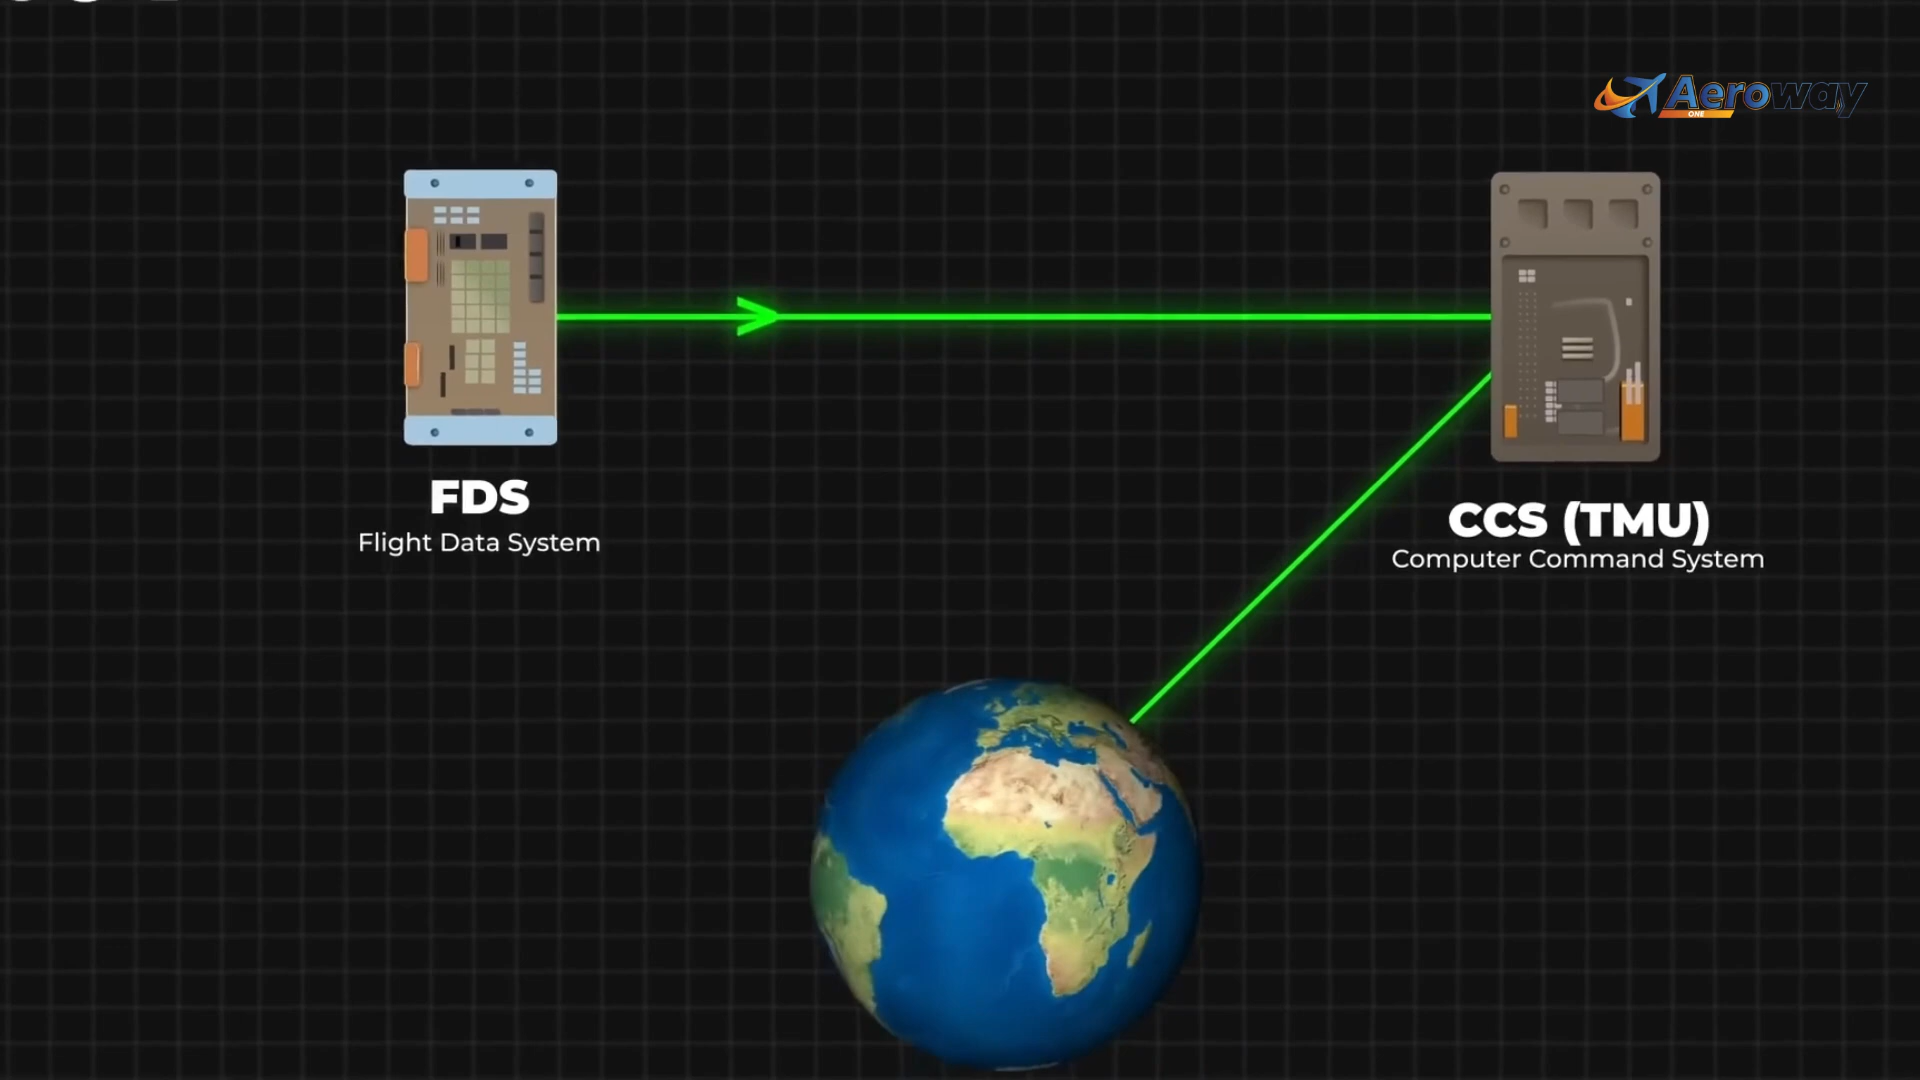 Aeroway
ONE
FDS
Flight Data System
CCS (TMU)
Computer Command System